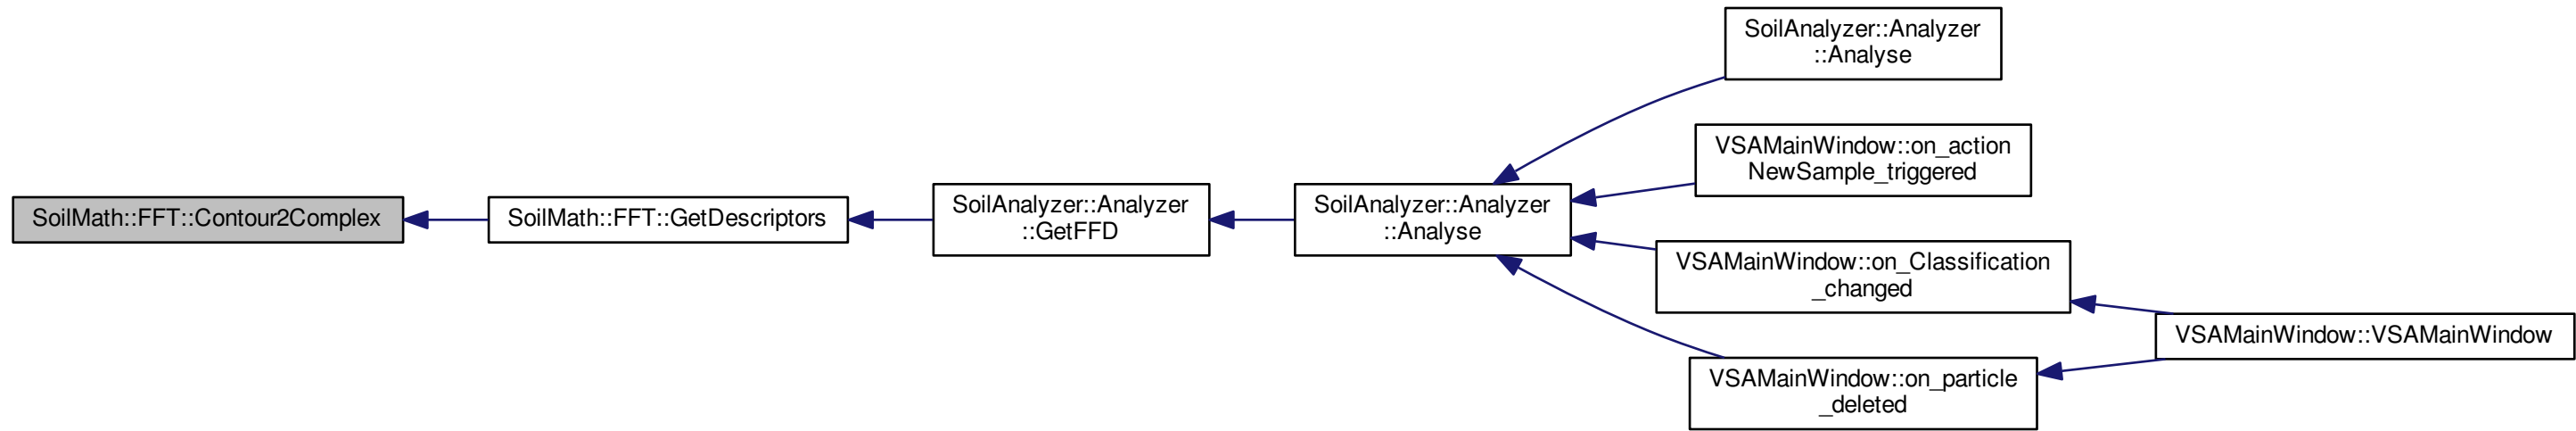 SoilMath::FFT::Contour2Complex
SoilMath::FFT::GetDescriptors
SoilAnalyzer::Analyzer
::GetFFD
SoilAnalyzer::Analyzer
::Analyse
SoilAnalyzer::Analyzer
::Analyse
VSAMainWindow::on_action
NewSample_triggered
VSAMainWindow::on_Classification
_changed
VSAMainWindow::on_particle
_deleted
VSAMainWindow::VSAMainWindow